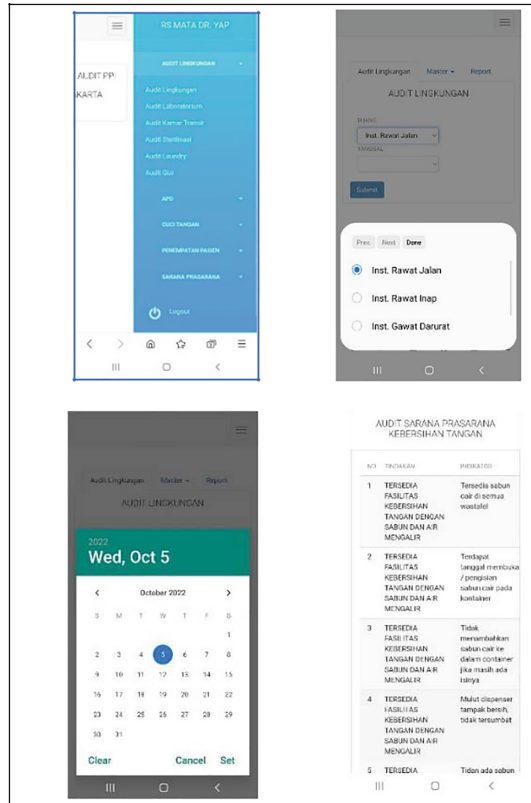 RS MATA DR. YAP
AUDIT LINGKUNGAN
AUDIT PPI
KARTA
Audit Lingkungan
Audit Laboratorium
Audit Kamar Transit
Audit Sterilisasi
Audit Laundry
Audit Gizi
APD
CUCI TANGAN
PENEMPATAN PASIEN
SARANA PRASARANA
Logout
Audit Lingkungan Master Report
AUDIT LINGKUNGAN
RUANG
Inst. Rawat Jalan
TANGGAL
Submit
Prev Next Done
Inst. Rawat Jalan
Inst. Rawat Inap
Inst. Gawat Darurat
Audit Lingkungan Master Report
AUDIT LINGKUNGAN
2022
Wed, Oct 5
October 2022
S M T W T F S
1
2 3 4 5 6 7 8
9 10 11 12 13 14 15
16 17 18 19 20 21 22
23 24 25 26 27 28 29
30 31
Clear Cancel Set
AUDIT SARANA PRASARANA
KEBERSIHAN TANGAN
NO TINDAKAN INDIKATOR
1 TERSEDIA Tersedia sabun
FASILITAS cair di semua
KEBERSIHAN wastafel
TANGAN DENGAN
SABUN DAN AIR
MENGALIR
2 TERSEDIA Terdapat
FASILITAS tanggal membuka
KEBERSIHAN / pengisian
TANGAN DENGAN sabun cair pada
SABUN DAN AIR kontainer
MENGALIR
3 TERSEDIA Tidak
FASILITAS menambahkan
KEBERSIHAN sabun cair ke
TANGAN DENGAN dalam container
SABUN DAN AIR jika masih ada
MENGALIR isinya
4 TERSEDIA Mulut dispenser
FASILITAS tampak bersih,
KEBERSIHAN tidak tersumbat
TANGAN DENGAN
SABUN DAN AIR
MENGALIR
5 TERSEDIA Tidan ada sabun